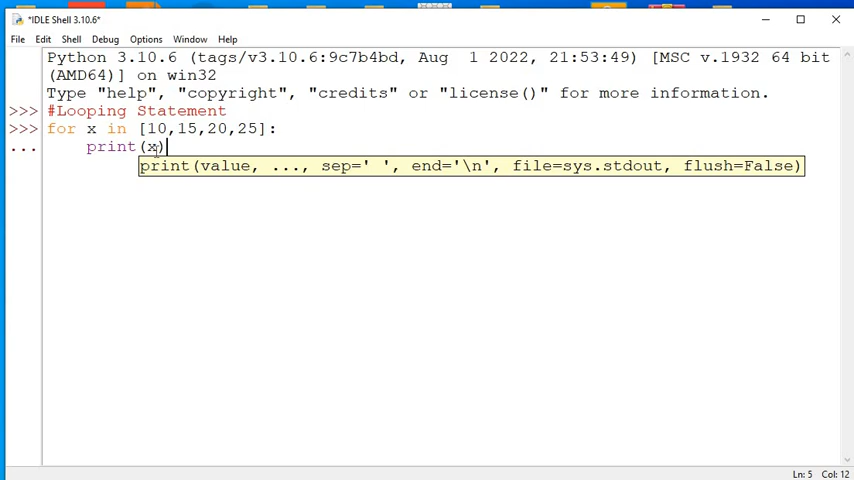 *IDLE Shell 3.10.6*
File Edit Shell Debug Options Window Help
Python 3.10.6 (tags/v3.10.6:9c7b4bd, Aug  1 2022, 21:53:49) [MSC v.1932 64 bit
(AMD64)] on win32
Type "help", "copyright", "credits" or "license()" for more information.
>>> #Looping Statement
>>> for x in [10,15,20,25]:
...     print(x)
print(value, ..., sep=' ', end='\n', file=sys.stdout, flush=False)
Ln: 5 Col: 12